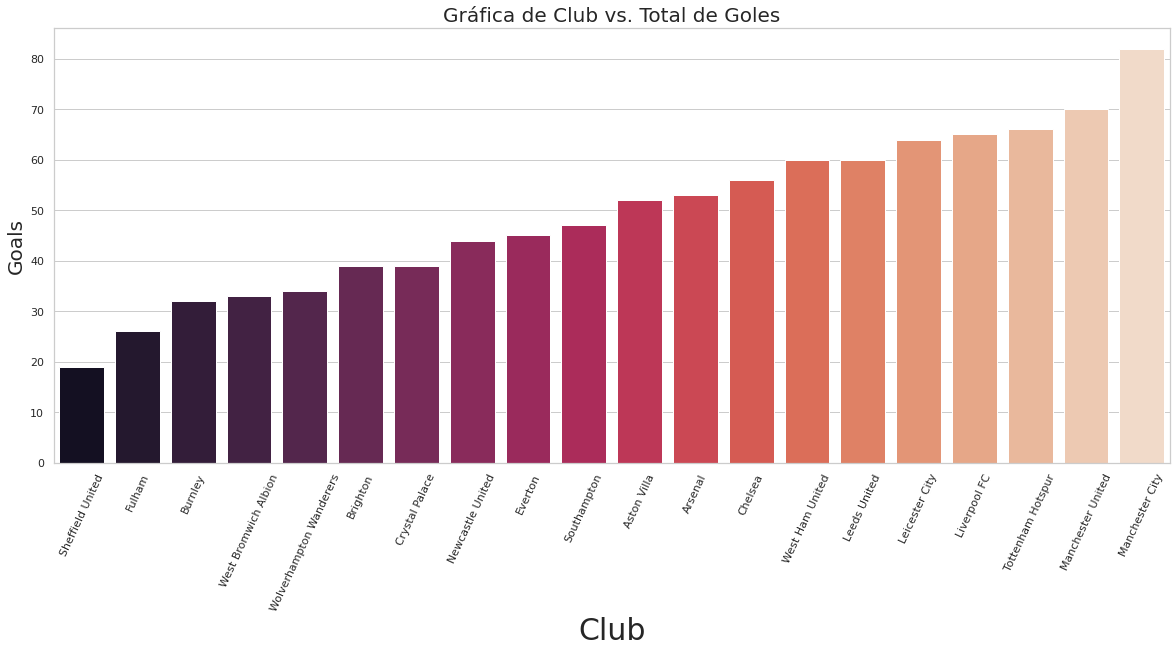 Gráfica de Club vs. Total de Goles
Goals
80
70
60
50
40
30
20
10
0
Sheffield United
Fulham
Burnley
West Bromwich Albion
Wolverhampton Wanderers
Brighton
Crystal Palace
Newcastle United
Everton
Southampton
Aston Villa
Arsenal
Chelsea
West Ham United
Leeds United
Leicester City
Liverpool FC
Tottenham Hotspur
Manchester United
Manchester City
Club